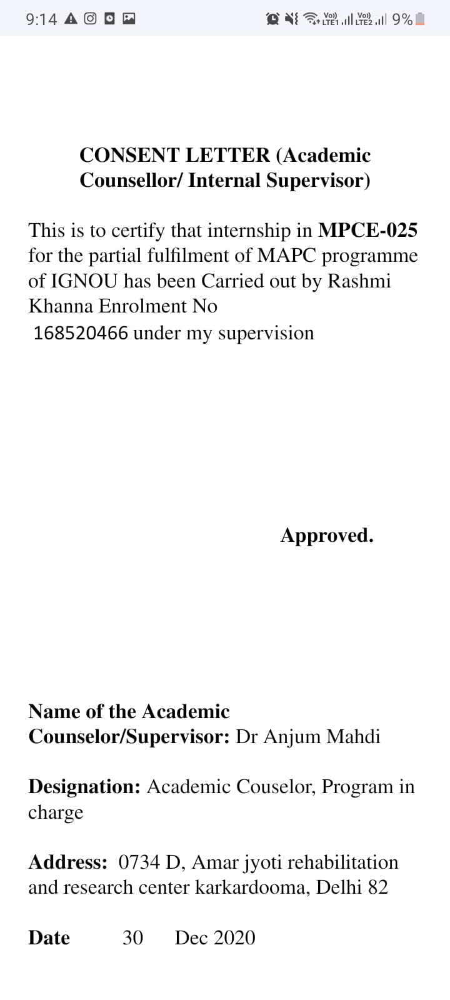 9:14
Vo)) LTE1 Vo)) LTE2 9%
CONSENT LETTER (Academic
Counsellor/ Internal Supervisor)
This is to certify that internship in MPCE-025
for the partial fulfilment of MAPC programme
of IGNOU has been Carried out by Rashmi
Khanna Enrolment No
168520466 under my supervision
Approved.
Name of the Academic
Counselor/Supervisor: Dr Anjum Mahdi
Designation: Academic Couselor, Program in
charge
Address: 0734 D, Amar jyoti rehabilitation
and research center karkardooma, Delhi 82
Date 30 Dec 2020